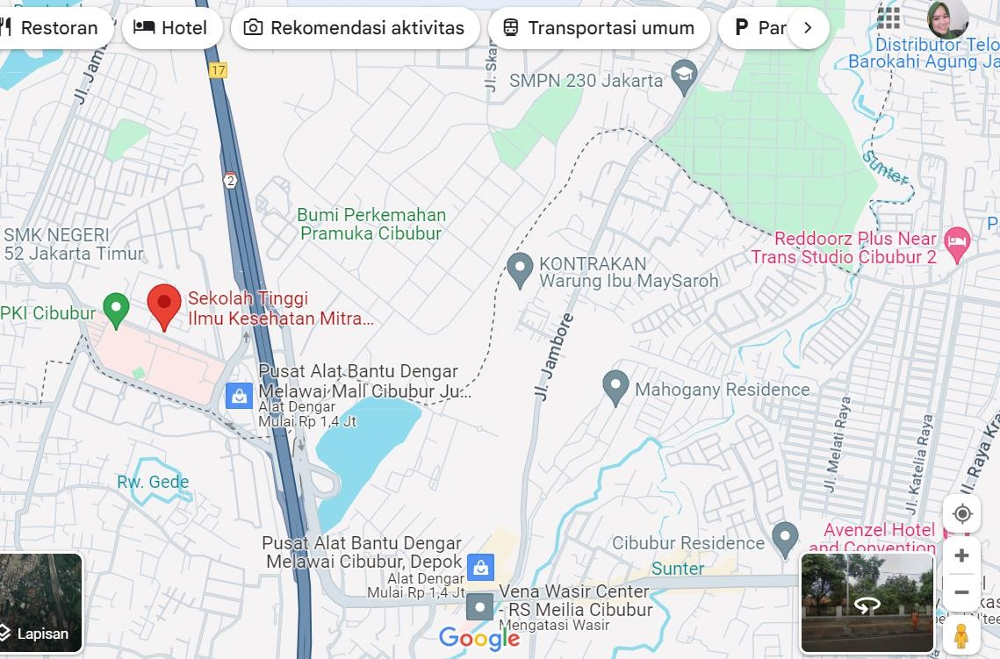 Restoran
Hotel
Rekomendasi aktivitas
Transportasi umum
P Par
Distributor Telo
Barokahi Agung Ja
17
Jl. Jam
Jl. Skar
SMPN 230 Jakarta
2
Sunter
Bumi Perkemahan
Pramuka Cibubur
SMK NEGERI
52 Jakarta Timur
Reddoorz Plus Near
Trans Studio Cibubur 2
KONTRAKAN
Warung Ibu MaySaroh
PKI Cibubur
Sekolah Tinggi
Ilmu Kesehatan Mitra...
Jl. Jambore
Pusat Alat Bantu Dengar
Melawai Mall Cibubur Ju...
Alat Dengar
Mulai Rp 1,4 Jt
Mahogany Residence
Jl. Melati Raya
Jl. Katelia Raya
Jl. Raya Kra
Rw. Gede
Pusat Alat Bantu Dengar
Melawai Cibubur, Depok
Alat Dengar
Mulai Rp 1,4 Jt
Cibubur Residence
Sunter
Avenzel Hotel
and Convention
Vena Wasir Center
- RS Meilia Cibubur
Mengatasi Wasir
Lapisan
Google